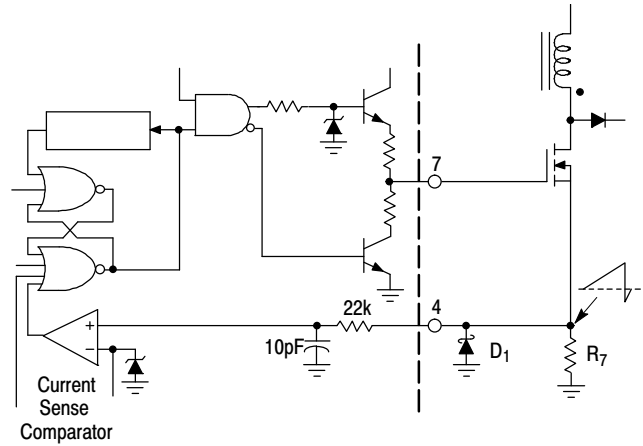 7
22k
4
+
10pF
−
D1
R7
Current
Sense
Comparator